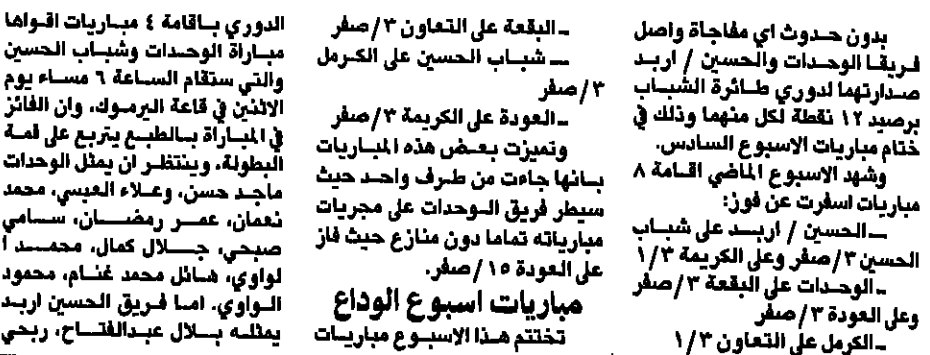 بدون حدوث اي مفاجاة واصل
فريقا الوحدات والحسين / اربد
صدارتهما لدوري طائرة الشباب
برصيد ١٢ نقطة لكل منهما وذلك في
ختام مباريات الاسبوع السادس.
وشهد الاسبوع الماضي اقامة ٨
مباريات اسفرت عن فوز:
ـ الحسين / اربد على شباب
الحسين ٣/صفر وعلى الكريمة ١/٣
ـ الوحدات على البقعة ٣/صفر
وعلى العودة ٣/صفر
ـ الكرمل على التعاون ١/٣
ـ البقعة على التعاون ٣/صفر
ـ شباب الحسين على الكرمل
٣/صفر
ـ العودة على الكريمة ٣/صفر
وتميزت بعض هذه المباريات
بانها جاءت من طرف واحد حيث
سيطر فريق الوحدات على مجريات
مبارياته تماما دون منازع حيث فاز
على العودة ١٥/صفر.
مباريات اسبوع الوداع
تختتم هذا الاسبوع مباريات
الدوري باقامة ٤ مباريات اقواها
مباراة الوحدات وشباب الحسين
والتي ستقام الساعة ٦ مساء يوم
الاثنين في قاعة اليرموك، وان الفائز
في المباراة بالطبع يتربع على قمة
البطولة، وينتظر ان يمثل الوحدات
ماجد حسن، وعلاء العبسي، محمد
نعمان، عمر رمضان، سامي
صبحي، جلال كمال، محمد ا
لواوي، هائل محمد غنام، محمود
الواوي. اما فريق الحسين اربد
يمثله بلال عبدالفتاح، ربحي